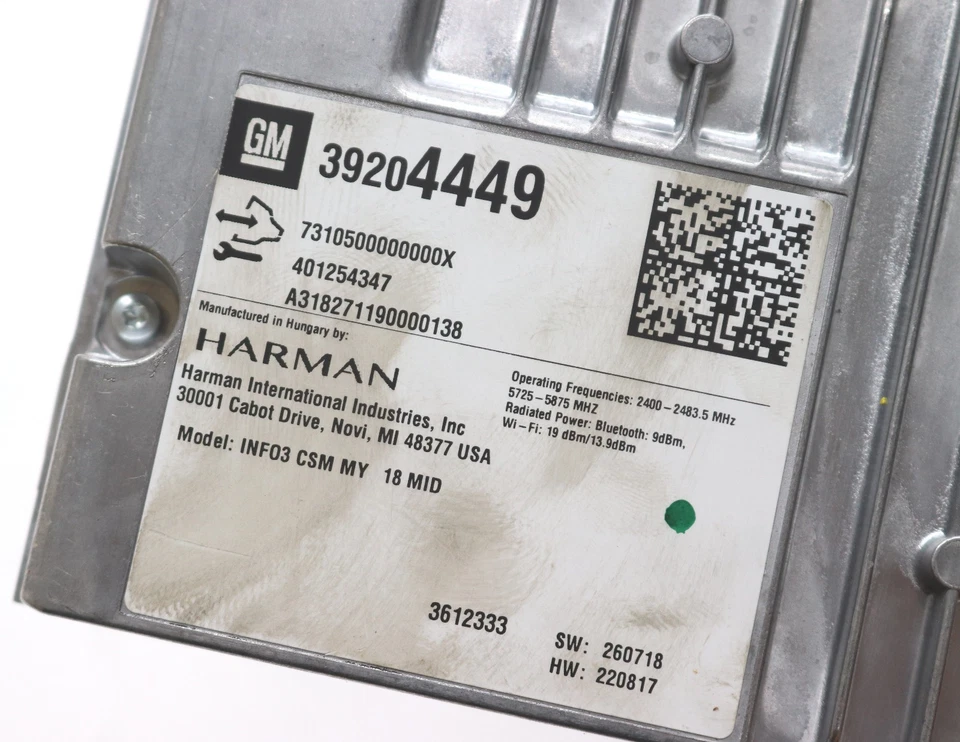 GM
39204449
7310500000000X
401254347
A318271190000138
Manufactured in Hungary by:
HARMAN
Harman International Industries, Inc
30001 Cabot Drive, Novi, MI 48377 USA
Model: INFO3 CSM MY 18 MID
Operating Frequencies: 2400-2483.5 MHz
5725-5875 MHZ
Radiated Power: Bluetooth: 9dBm,
Wi-Fi: 19 dBm/13.9dBm
3612333
SW: 260718
HW: 220817